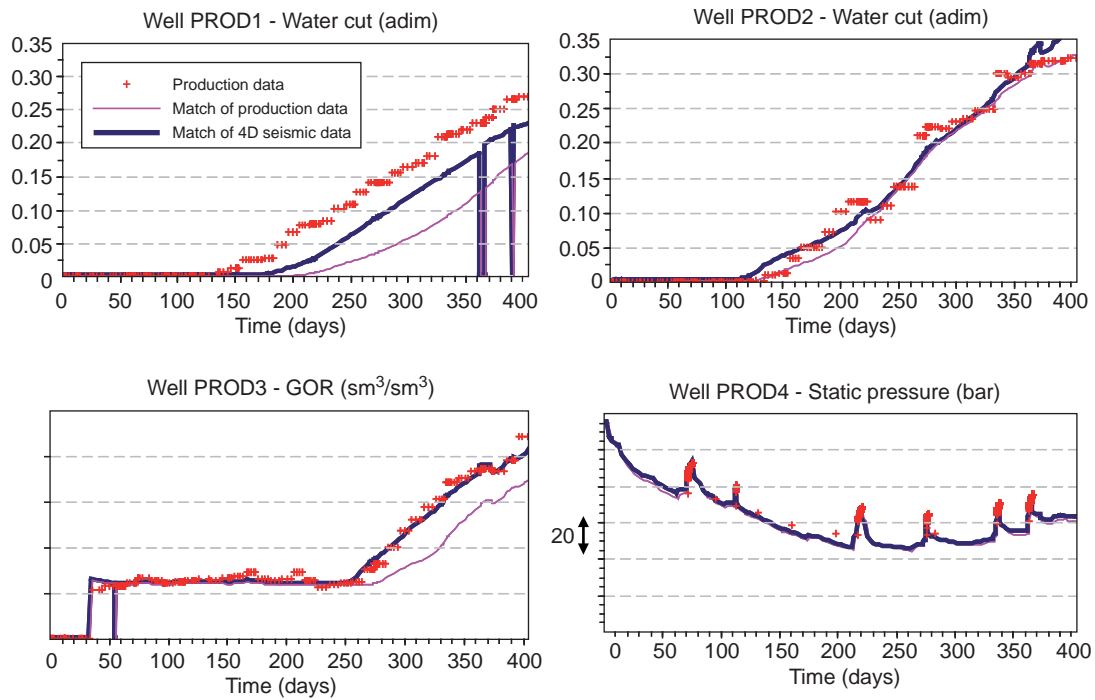 Well PROD1 - Water cut (adim)
0.35
0.30
0.25
0.20
0.15
0.10
0.05
0
Production data
Match of production data
Match of 4D seismic data
0 50 100 150 200 250 300 350 400
Time (days)
Well PROD2 - Water cut (adim)
0.35
0.30
0.25
0.20
0.15
0.10
0.05
0
0 50 100 150 200 250 300 350 400
Time (days)
Well PROD3 - GOR (sm³/sm³)
0 50 100 150 200 250 300 350 400
Time (days)
Well PROD4 - Static pressure (bar)
20
0 50 100 150 200 250 300 350 400
Time (days)